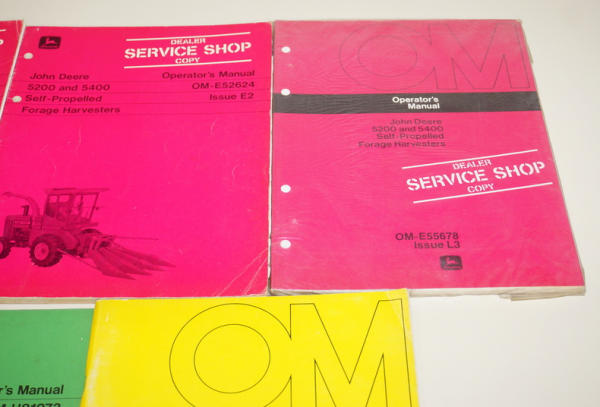 DEALER
SERVICE SHOP
COPY
John Deere
5200 and 5400
Self-Propelled
Forage Harvesters
Operator's Manual
OM-E52624
Issue E2
OM
Operator's
Manual
John Deere
5200 and 5400
Self-Propelled
Forage Harvesters
DEALER
SERVICE SHOP
COPY
OM-E55678
Issue L3
r's Manual
OM